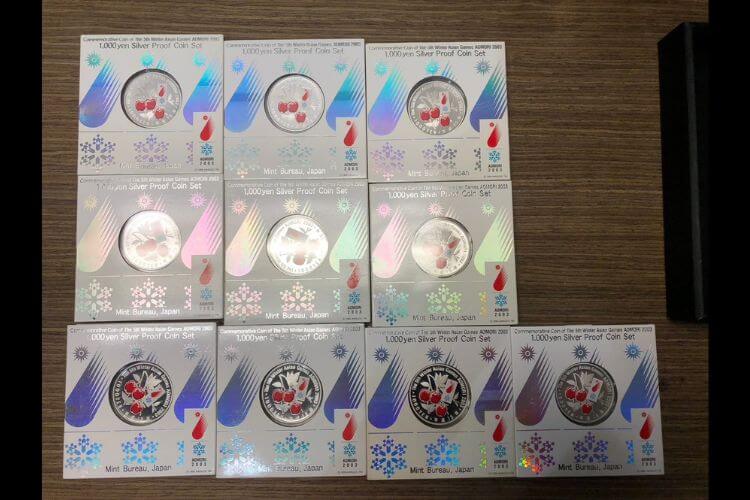 Commemorative Coin of The 5th Winter Asian Games AOMORI 2003
1,000yen Silver Proof Coin Set
AOMORI
2003
Mint Bureau, Japan
Commemorative Coin of The 5th Winter Asian Games AOMORI 2003
1,000yen Silver Proof Coin Set
AOMORI
2003
Mint Bureau, Japan
Commemorative Coin of The 5th Winter Asian Games AOMORI 2003
1,000yen Silver Proof Coin Set
AOMORI
2003
Mint Bureau, Japan
Commemorative Coin of The 5th Winter Asian Games AOMORI 2003
1,000yen Silver Proof Coin Set
AOMORI
2003
Mint Bureau, Japan
Commemorative Coin of The 5th Winter Asian Games AOMORI 2003
1,000yen Silver Proof Coin Set
AOMORI
2003
Mint Bureau, Japan
Commemorative Coin of The 5th Winter Asian Games AOMORI 2003
1,000yen Silver Proof Coin Set
AOMORI
2003
Mint Bureau, Japan
Commemorative Coin of The 5th Winter Asian Games AOMORI 2003
000yen Silver Proof Coin Set
AOMORI
2003
Mint Bureau, Japan
Commemorative Coin of The 5th Winter Asian Games AOMORI 2003
1,000yen Silver Proof Coin Set
AOMORI
2003
Mint Bureau, Japan
Commemorative Coin of The 5th Winter Asian Games AOMORI 2003
1,000yen Silver Proof Coin Set
AOMORI
2003
Mint Bureau, Japan
Commemorative Coin of The 5th Winter Asian Games AOMORI 2003
1,000yen Silver Proof Coin Set
AOMORI
2003
Mint Bureau, Japan